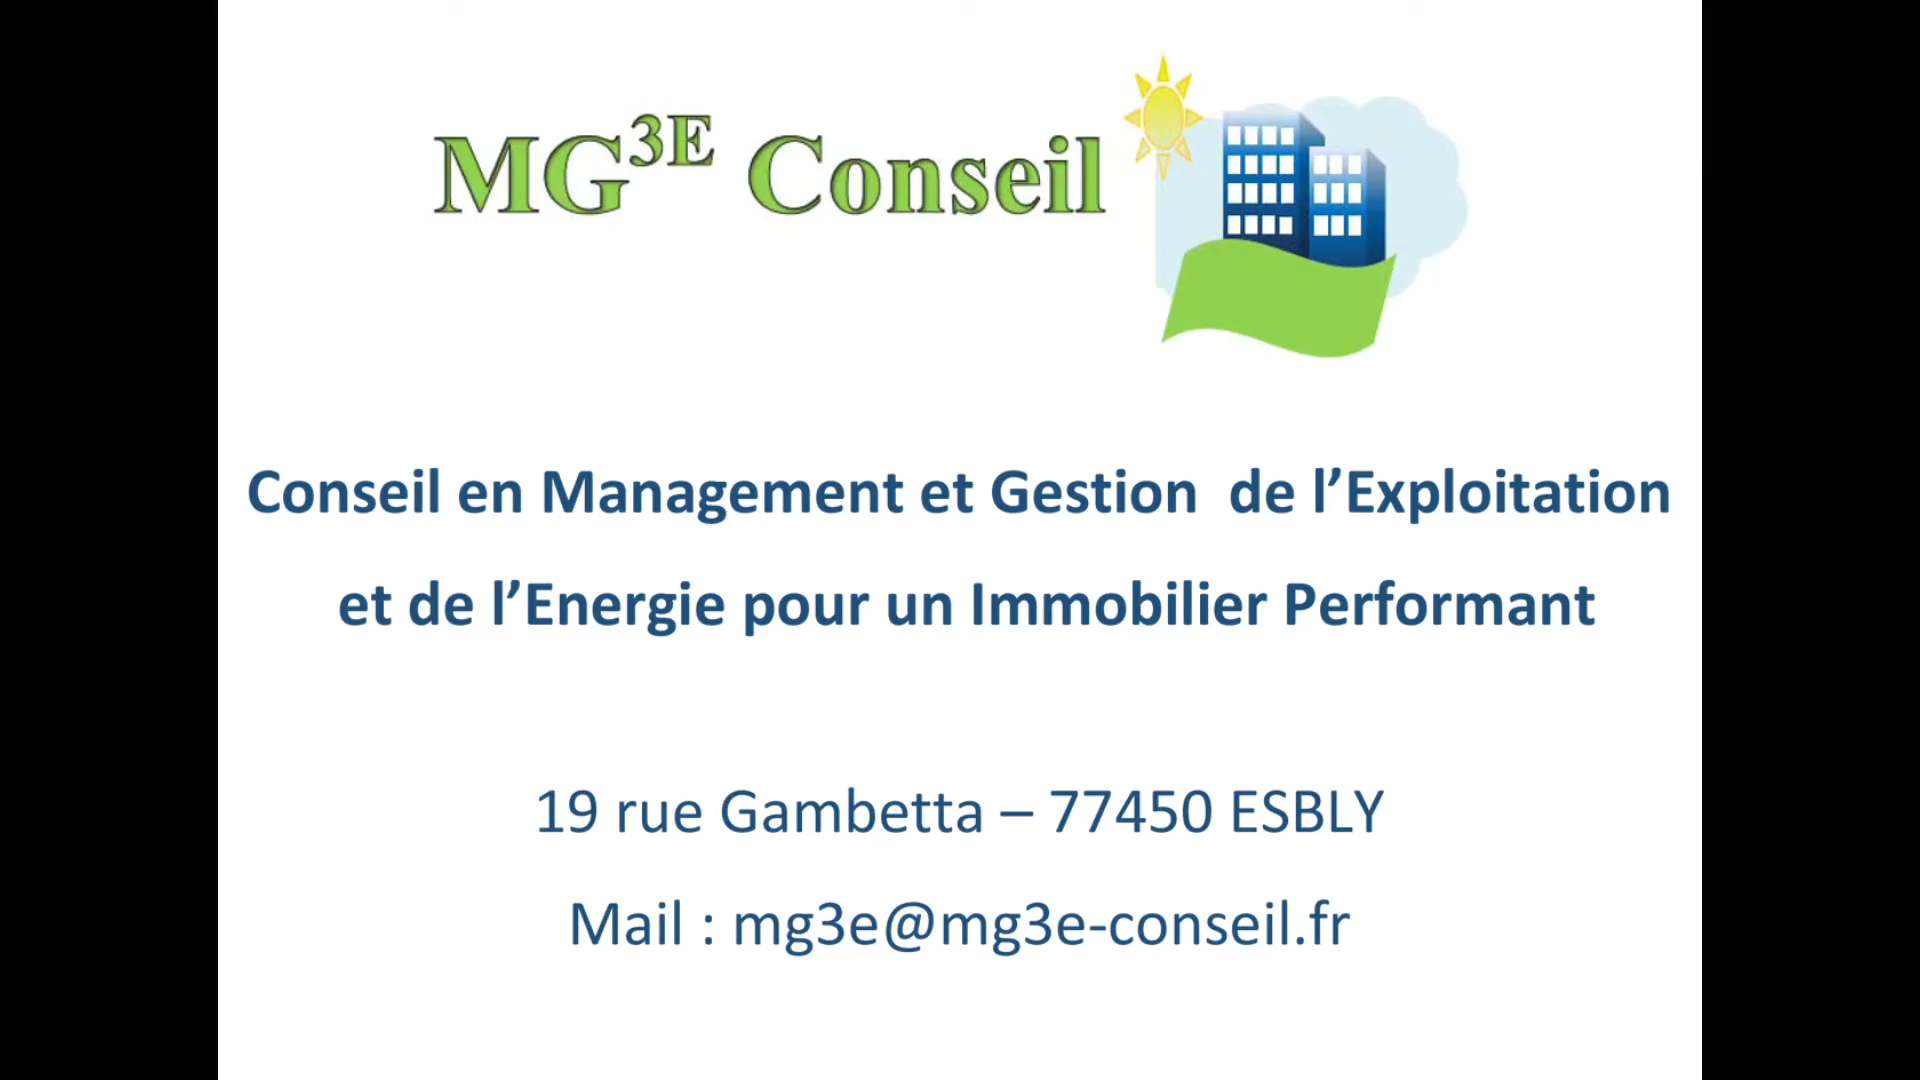 MG³ᴱ Conseil
Conseil en Management et Gestion  de l’Exploitation
et de l’Energie pour un Immobilier Performant
19 rue Gambetta – 77450 ESBLY
Mail : mg3e@mg3e-conseil.fr